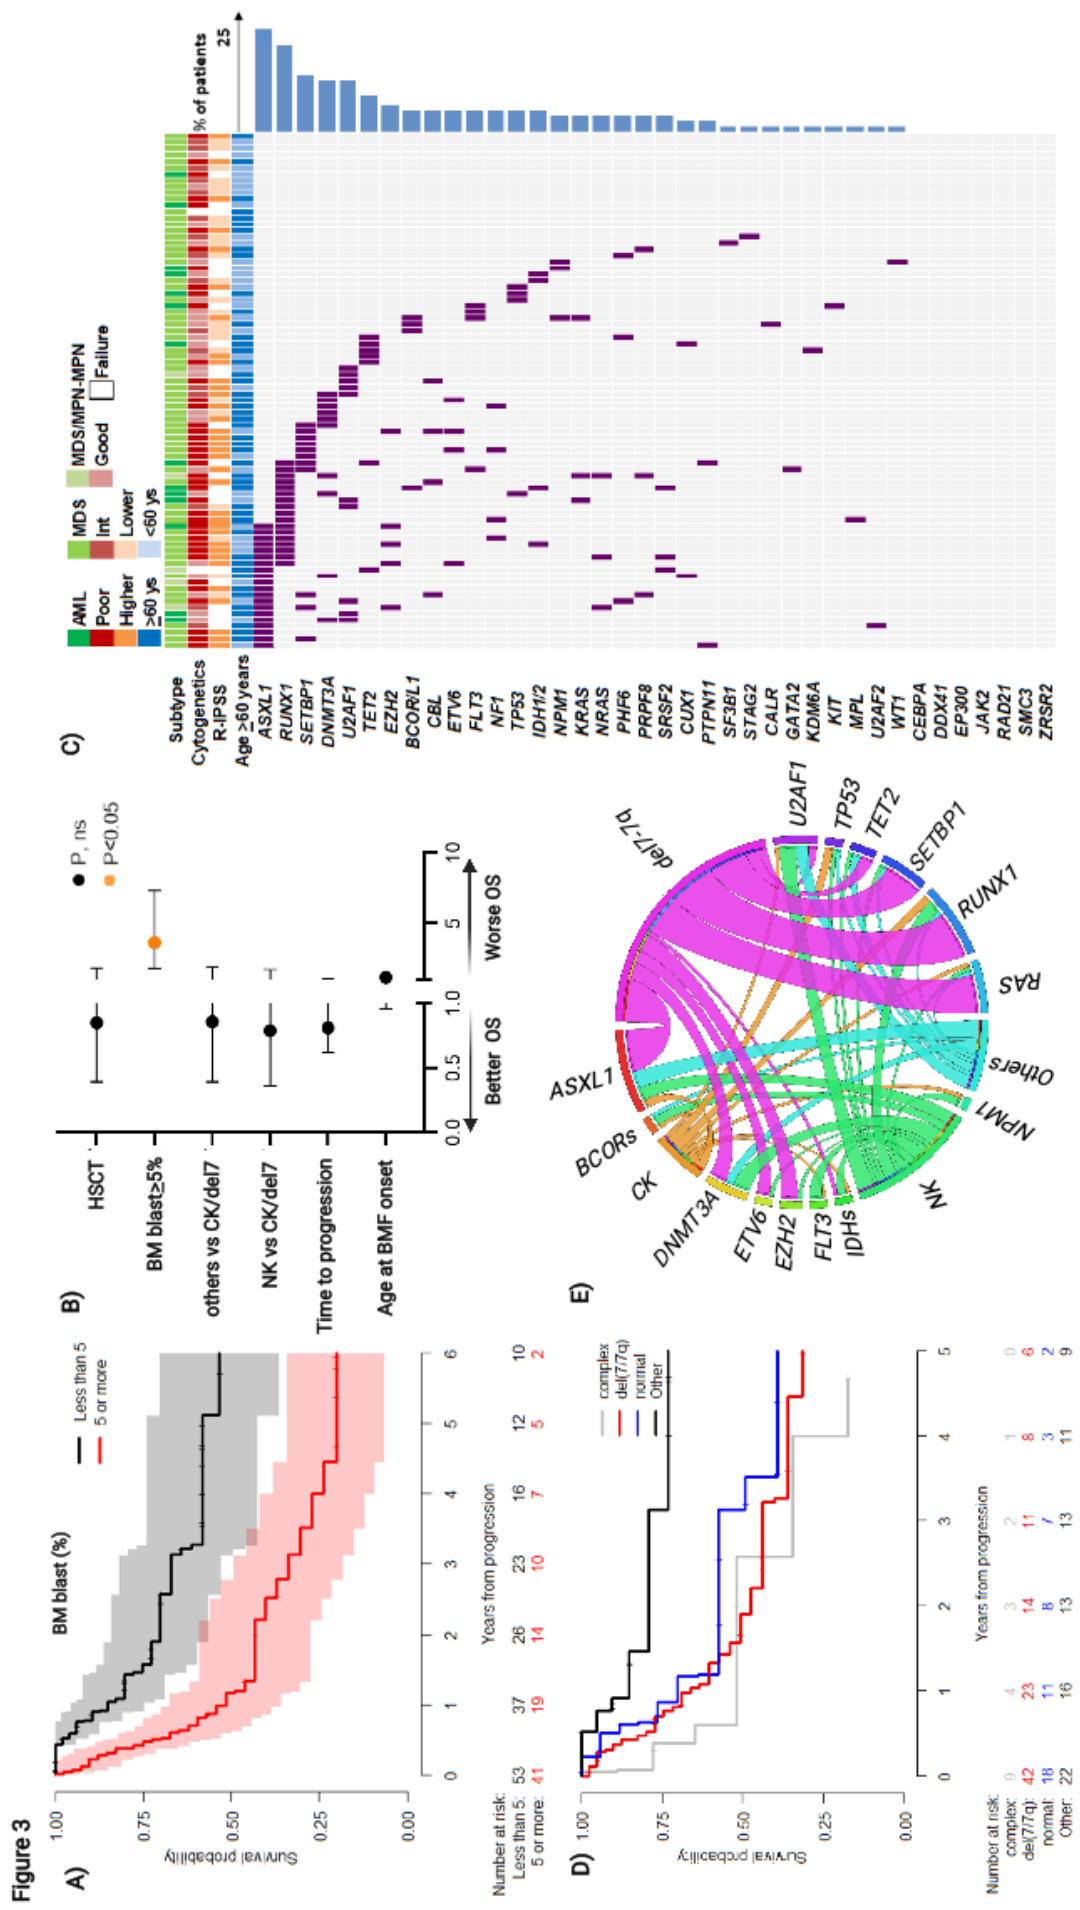 Figure 3
A)
BM blast (%)
Less than 5
5 or more
Survival probability
1.00
0.75
0.50
0.25
0.00
0 1 2 3 4 5 6
Years from progression
Number at risk:
Less than 5: 53 37 26 23 16 12 10
5 or more: 41 19 14 10 7 5 2
B)
P, ns
P<0.05
HSCT
BM blast≥5%
others vs CK/del7
NK vs CK/del7
Time to progression
Age at BMF onset
0.0 0.5 1.0 5 10
Better OS Worse OS
C)
AML MDS MDS/MPN-MPN
Poor Int Good Failure
Higher Lower
≥60 ys <60 ys
% of patients
25
Subtype
Cytogenetics
R-IPSS
Age >60 years
ASXL1
RUNX1
SETBP1
DNMT3A
U2AF1
TET2
EZH2
BCOR/L1
CBL
ETV6
FLT3
NF1
TP53
IDH1/2
NPM1
KRAS
NRAS
PHF6
PRPF8
SRSF2
CUX1
PTPN11
SF3B1
STAG2
CALR
GATA2
KDM6A
KIT
MPL
U2AF2
WT1
CEBPA
DDX41
EP300
JAK2
RAD21
SMC3
ZRSR2
D)
complex
del(7/7q)
normal
Other
Survival probability
1.00
0.75
0.50
0.25
0.00
0 1 2 3 4 5
Years from progression
Number at risk:
complex: 9 4 3 2 1 0
del(7/7q): 42 23 14 11 8 6
normal: 18 11 8 7 3 2
Other: 22 16 13 13 11 9
E)
del7-7q
U2AF1
TP53
TET2
SETBP1
RUNX1
RAS
Others
NPM1
NK
IDHs
FLT3
EZH2
ETV6
DNMT3A
CK
BCORs
ASXL1